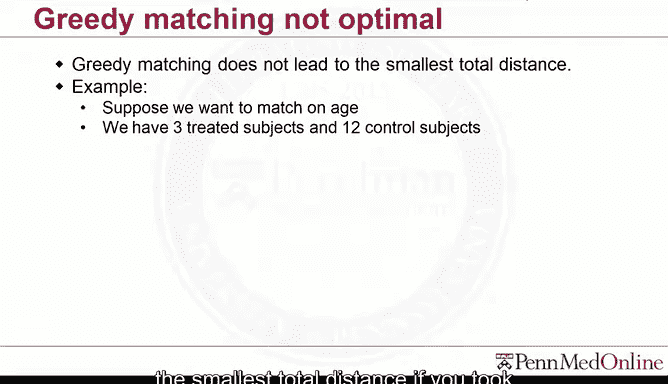 Greedy matching not optimal
Greedy matching does not lead to the smallest total distance.
Example:
Suppose we want to match on age
We have 3 treated subjects and 12 control subjects
PennMedOnline
the smallest total distance if you took